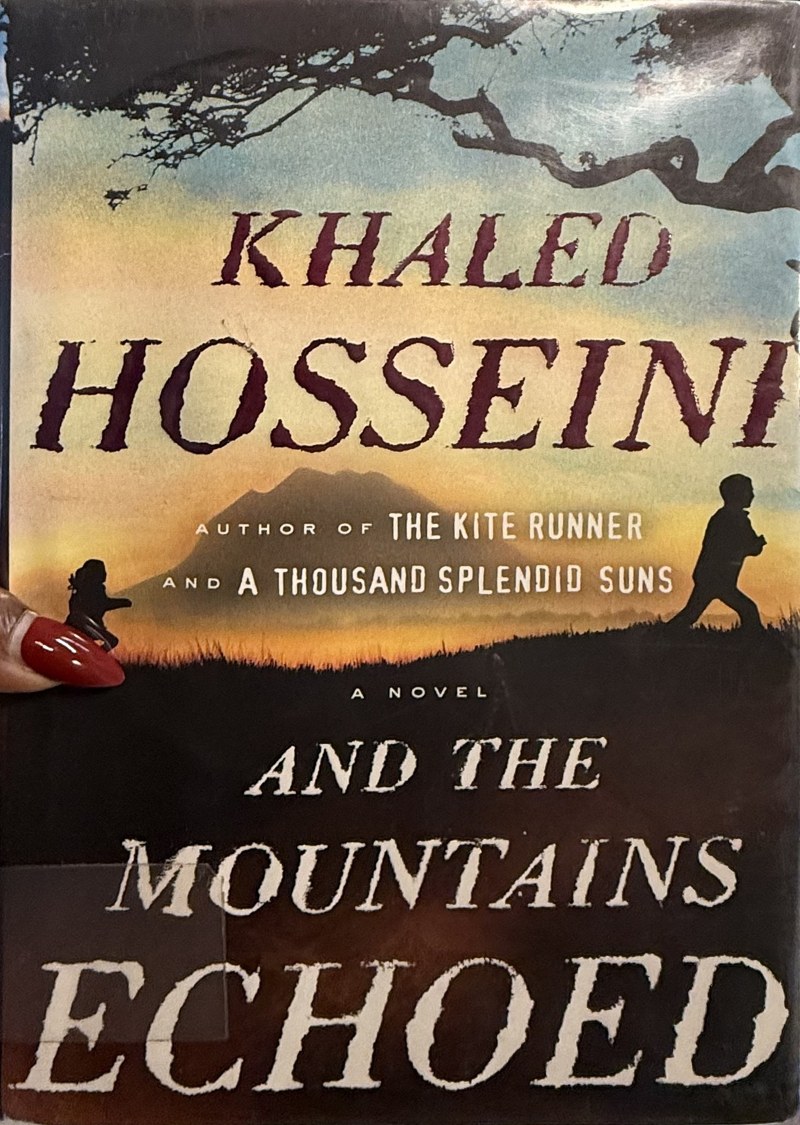 KHALED
HOSSEINI
AUTHOR OF THE KITE RUNNER
AND A THOUSAND SPLENDID SUNS
A NOVEL
AND THE
MOUNTAINS
ECHOED